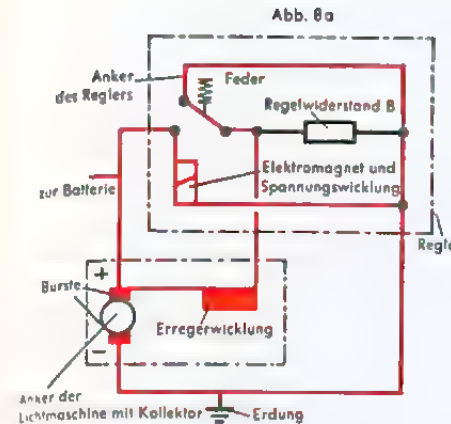 Abb. 8a
Anker
des Reglers
Feder
Regelwiderstand B
Elektromagnet und
Spannungswicklung
zur Batterie
Regle
+
Burste
Erregerwicklung
−
Anker der
Lichtmaschine mit Kollektor
Erdung